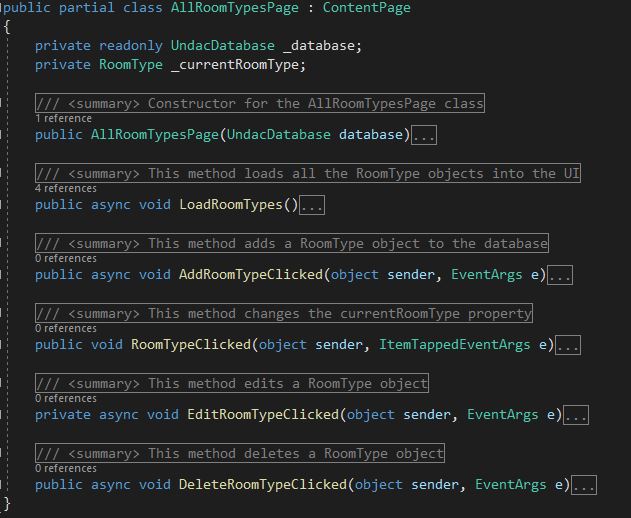 public partial class AllRoomTypesPage : ContentPage
{
private readonly UndacDatabase _database;
private RoomType _currentRoomType;
/// <summary> Constructor for the AllRoomTypesPage class
1 reference
public AllRoomTypesPage(UndacDatabase database)...
/// <summary> This method loads all the RoomType objects into the UI
4 references
public async void LoadRoomTypes()...
/// <summary> This method adds a RoomType object to the database
0 references
public async void AddRoomTypeClicked(object sender, EventArgs e)...
/// <summary> This method changes the currentRoomType property
0 references
public void RoomTypeClicked(object sender, ItemTappedEventArgs e)...
/// <summary> This method edits a RoomType object
0 references
private async void EditRoomTypeClicked(object sender, EventArgs e)...
/// <summary> This method deletes a RoomType object
0 references
public async void DeleteRoomTypeClicked(object sender, EventArgs e)...
}